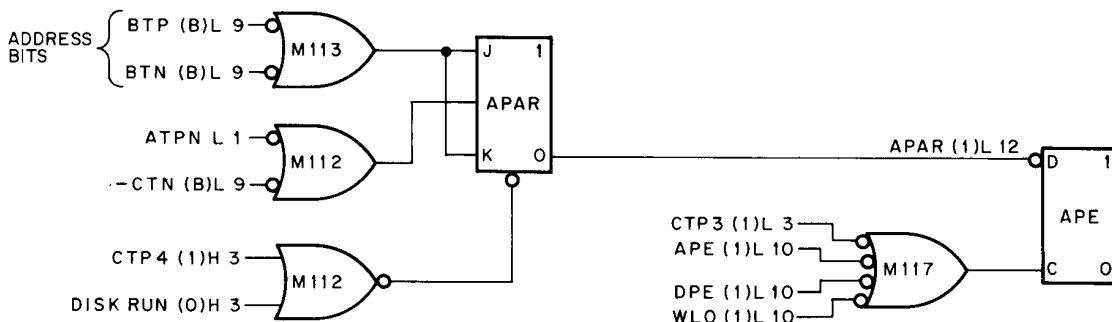 ADDRESS
BITS
BTP (B)L 9
BTN (B)L 9
M113
ATPN L 1
-CTN (B)L 9
M112
CTP4 (1)H 3
DISK RUN (0)H 3
M112
J 1
APAR
K 0
APAR (1)L 12
D 1
APE
C 0
CTP3 (1)L 3
APE (1)L 10
DPE (1)L 10
WLO (1)L 10
M117